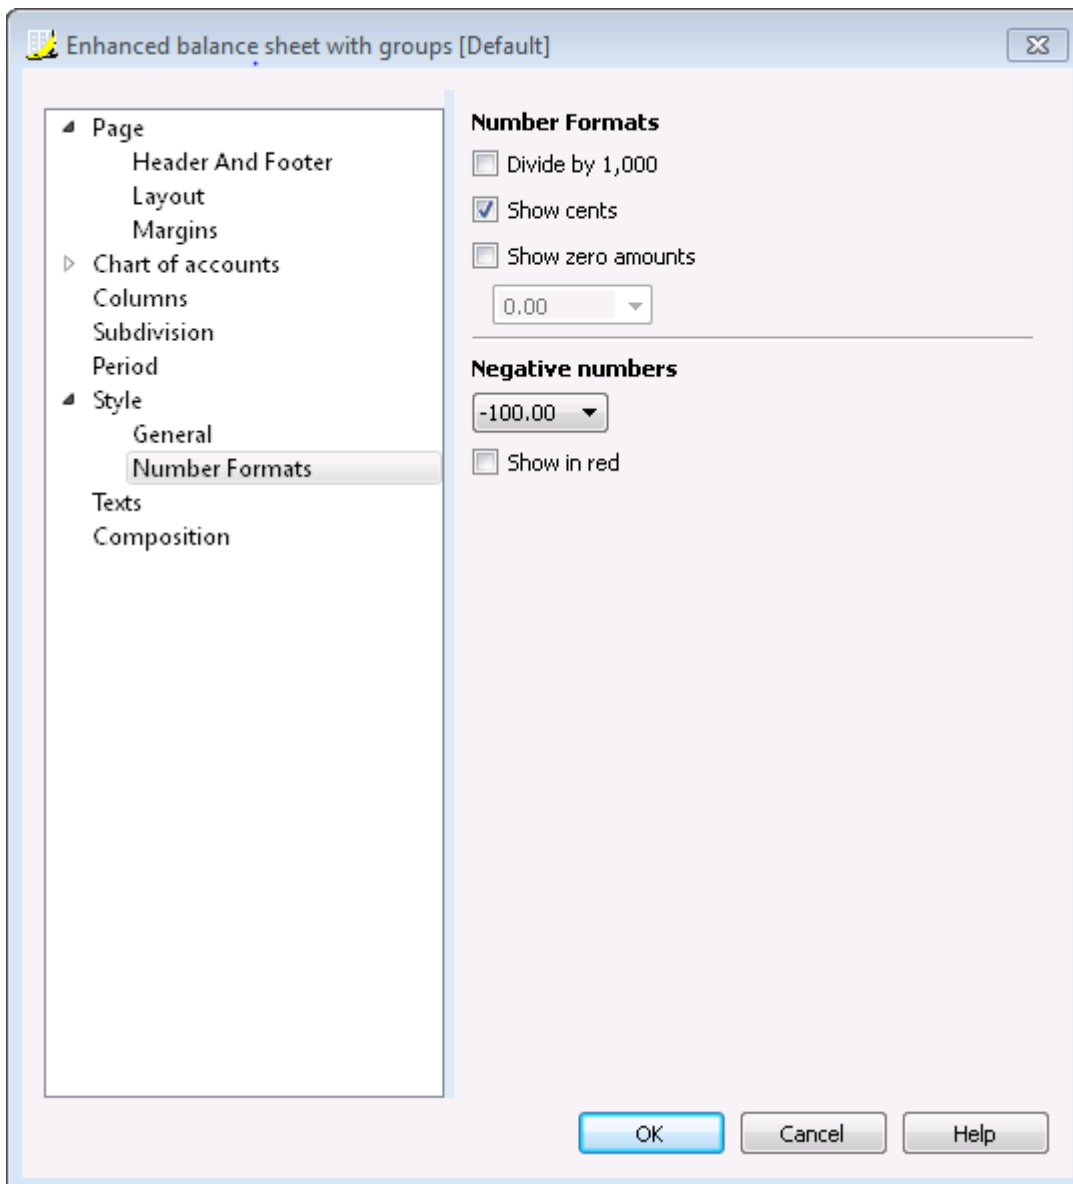 Enhanced balance sheet with groups [Default]
Page
Header And Footer
Layout
Margins
Chart of accounts
Columns
Subdivision
Period
Style
General
Number Formats
Texts
Composition
Number Formats
Divide by 1,000
Show cents
Show zero amounts
0.00
Negative numbers
-100.00
Show in red
OK
Cancel
Help